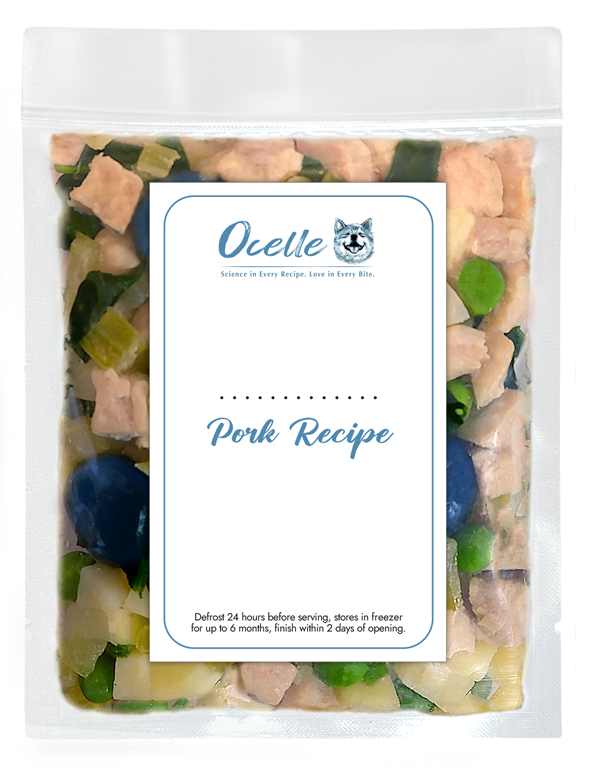 Ocelle
Science in Every Recipe. Love in Every Bite.
Pork Recipe
Defrost 24 hours before serving, stores in freezer
for up to 6 months, finish within 2 days of opening.